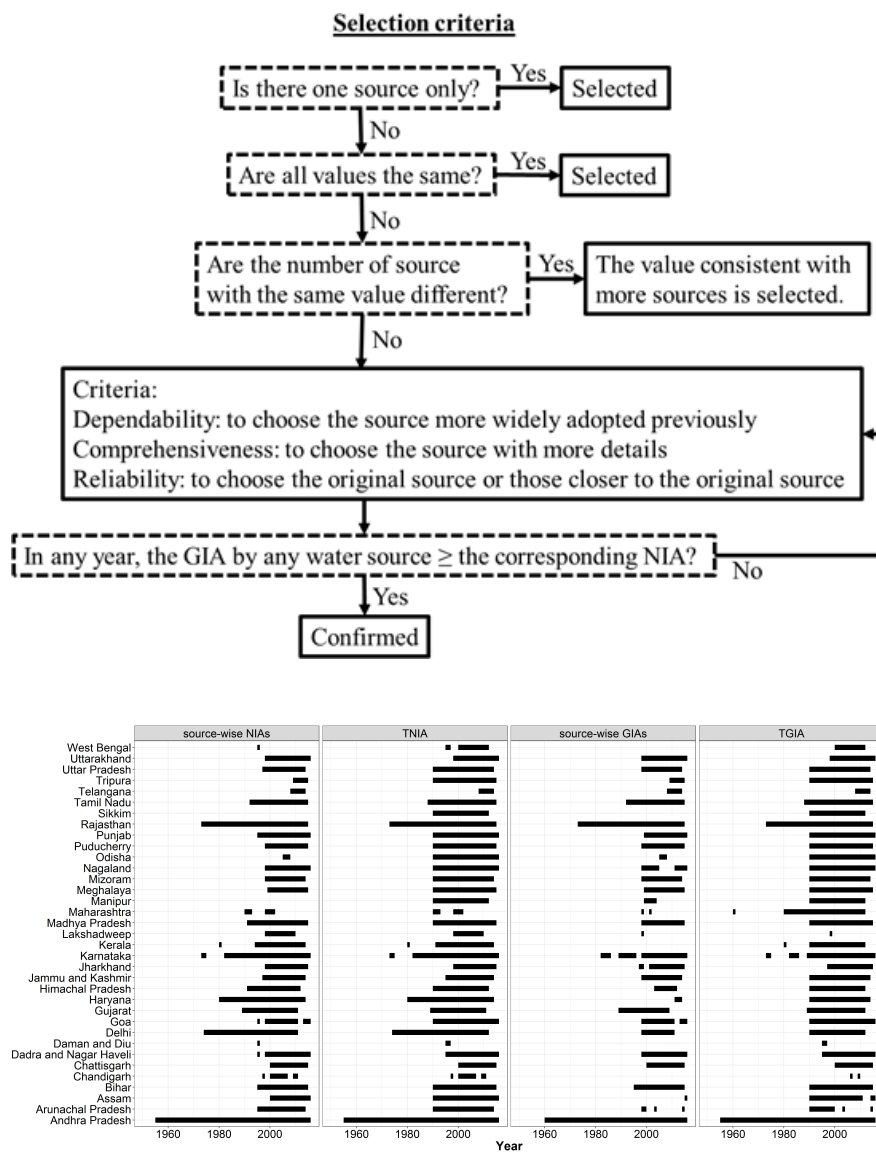 Selection criteria
Is there one source only?
Yes
Selected
No
Are all values the same?
Yes
Selected
No
Are the number of source
with the same value different?
Yes
The value consistent with
more sources is selected.
No
Criteria:
Dependability: to choose the source more widely adopted previously
Comprehensiveness: to choose the source with more details
Reliability: to choose the original source or those closer to the original source
In any year, the GIA by any water source ≥ the corresponding NIA?
No
Yes
Confirmed
source-wise NIAs
TNIA
source-wise GIAs
TGIA
West Bengal
Uttarakhand
Uttar Pradesh
Tripura
Telangana
Tamil Nadu
Sikkim
Rajasthan
Punjab
Puducherry
Odisha
Nagaland
Mizoram
Meghalaya
Manipur
Maharashtra
Madhya Pradesh
Lakshadweep
Kerala
Karnataka
Jharkhand
Jammu and Kashmir
Himachal Pradesh
Haryana
Gujarat
Goa
Delhi
Daman and Diu
Dadra and Nagar Haveli
Chattisgarh
Chandigarh
Bihar
Assam
Arunachal Pradesh
Andhra Pradesh
1960 1980 2000 1960 1980 2000 1960 1980 2000 1960 1980 2000
Year